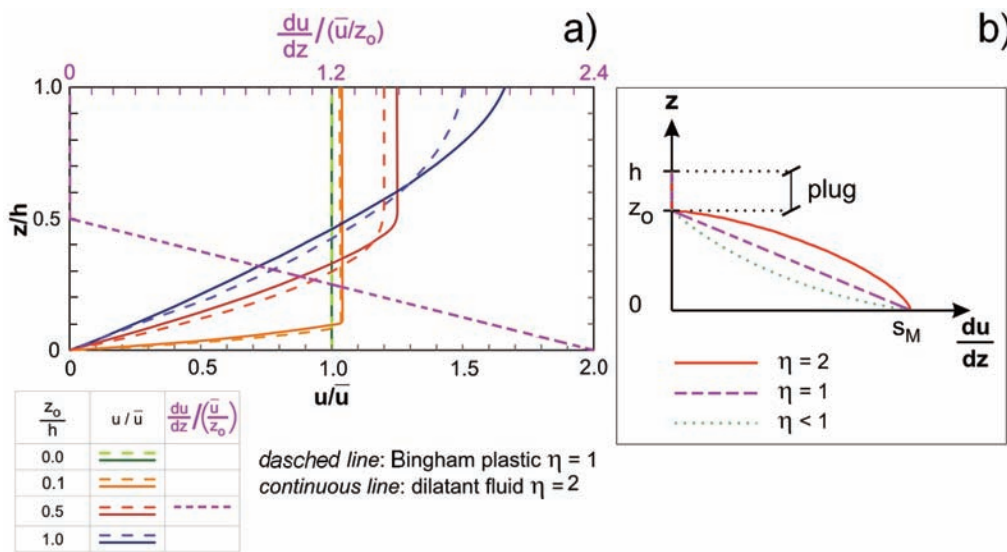 du/dz /(u̅/zₒ)
a)
0 1.2 2.4
1.0
0.5
0
z/h
0 0.5 1.0 1.5 2.0
u/u̅
zₒ/h u/u̅ du/dz /(u̅/zₒ)
0.0
0.1
0.5
1.0
dasched line: Bingham plastic η = 1
continuous line: dilatant fluid η = 2
b)
z
h
plug
zₒ
0
s_M
du/dz
η = 2
η = 1
η < 1